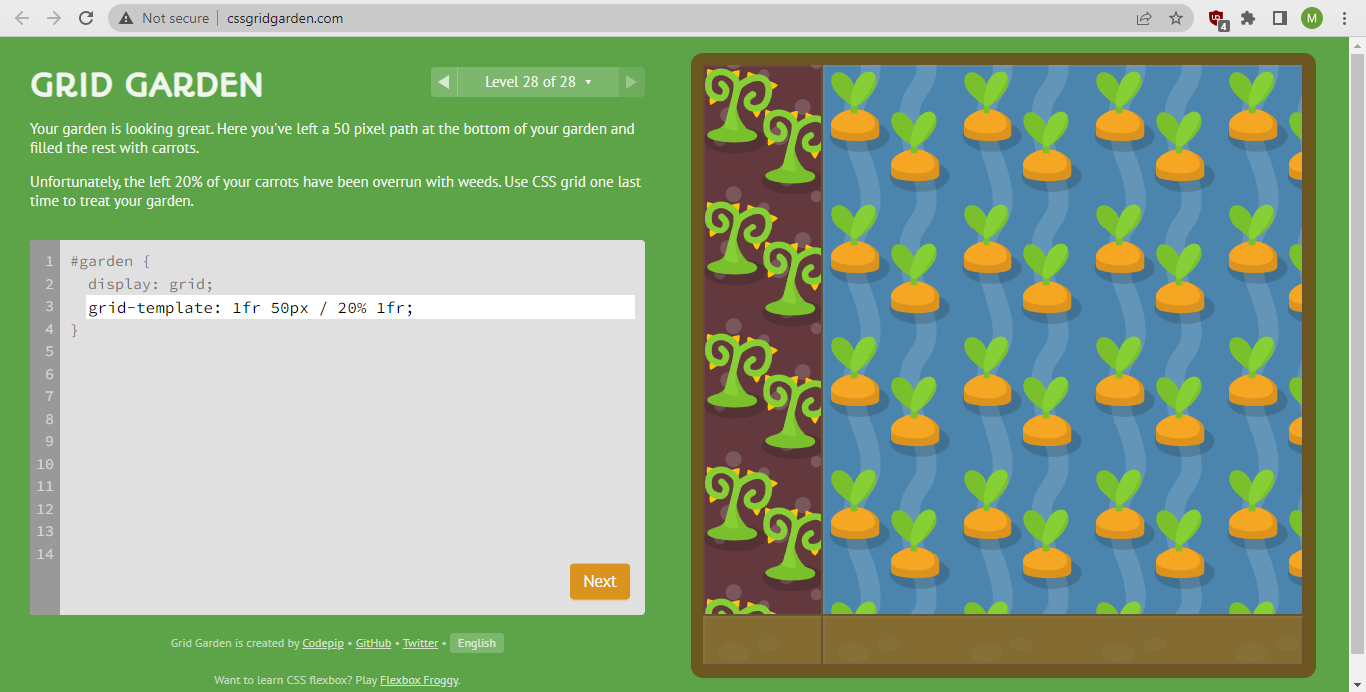 Not secure
cssgridgarden.com
4
M
GRID GARDEN
Level 28 of 28
Your garden is looking great. Here you've left a 50 pixel path at the bottom of your garden and
filled the rest with carrots.
Unfortunately, the left 20% of your carrots have been overrun with weeds. Use CSS grid one last
time to treat your garden.
1 #garden {
2 display: grid;
3 grid-template: 1fr 50px / 20% 1fr;
4 }
5
6
7
8
9
10
11
12
13
14
Next
Grid Garden is created by Codepip • GitHub • Twitter • English
Want to learn CSS flexbox? Play Flexbox Froggy.